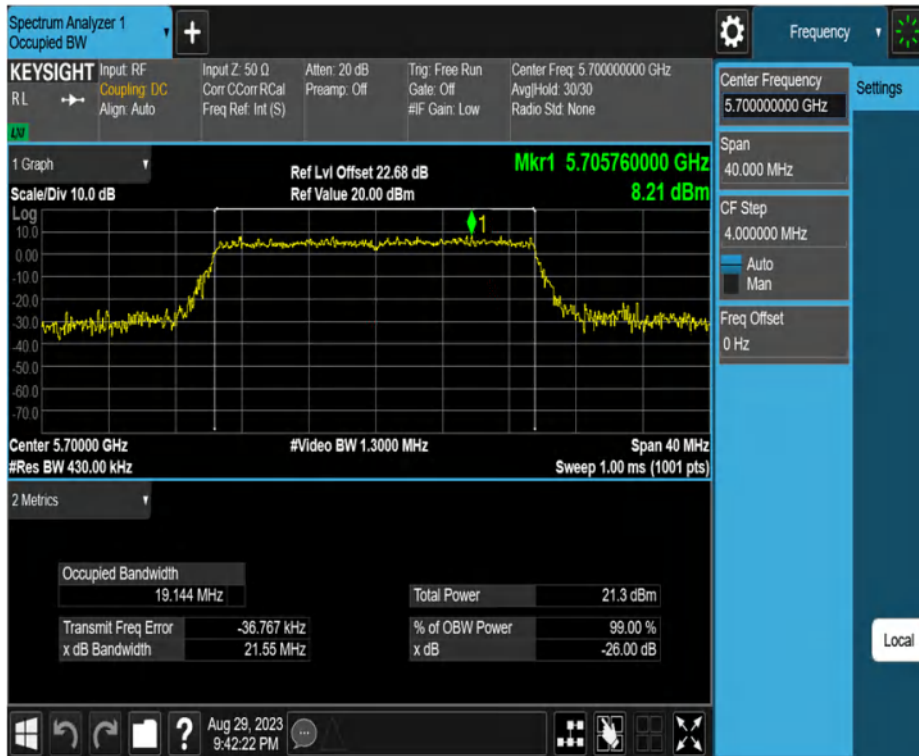 Spectrum Analyzer 1
Occupied BW
+
Frequency
KEYSIGHT
RL
LXI
Input: RF
Coupling: DC
Align: Auto
Input Z: 50 Ω
Corr CCorr RCal
Freq Ref: Int (S)
Atten: 20 dB
Preamp: Off
Trig: Free Run
Gate: Off
#IF Gain: Low
Center Freq: 5.700000000 GHz
Avg|Hold: 30/30
Radio Std: None
Center Frequency
5.700000000 GHz
Settings
Span
40.000 MHz
CF Step
4.000000 MHz
Auto
Man
Freq Offset
0 Hz
Local
1 Graph
Scale/Div 10.0 dB
Ref Lvl Offset 22.68 dB
Ref Value 20.00 dBm
Mkr1 5.705760000 GHz
8.21 dBm
Log
10.0
0.00
-10.0
-20.0
-30.0
-40.0
-50.0
-60.0
-70.0
1
Center 5.70000 GHz
#Video BW 1.3000 MHz
Span 40 MHz
#Res BW 430.00 kHz
Sweep 1.00 ms (1001 pts)
2 Metrics
Occupied Bandwidth
19.144 MHz
Total Power 21.3 dBm
Transmit Freq Error -36.767 kHz
% of OBW Power 99.00 %
x dB Bandwidth 21.55 MHz
x dB -26.00 dB
?
Aug 29, 2023
9:42:22 PM